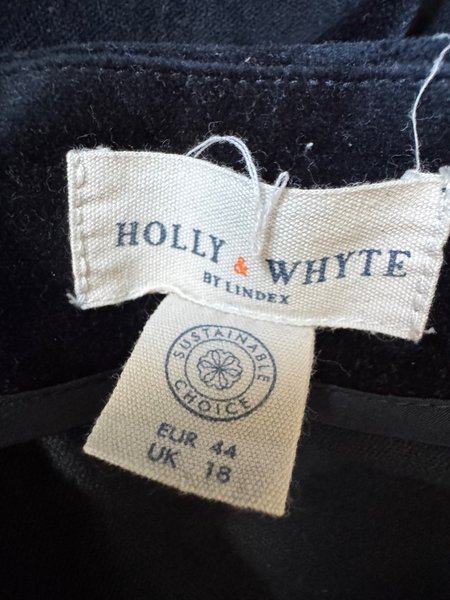 HOLLY & WHYTE
BY LINDEX
SUSTAINABLE
CHOICE
EUR 44
UK 18